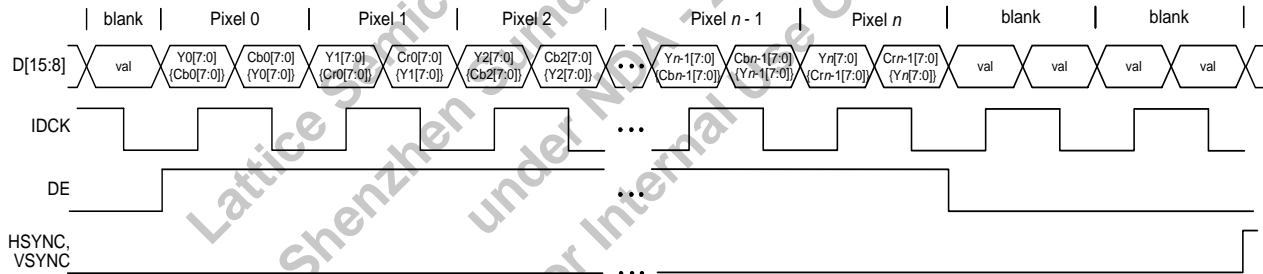 blank Pixel 0 Pixel 1 Pixel 2 Pixel n - 1 Pixel n blank blank
D[15:8] val Y0[7:0] Cb0[7:0] Y1[7:0] Cr0[7:0] Y2[7:0] Cb2[7:0] ••• Yn-1[7:0] Cbn-1[7:0] Yn[7:0] Crn-1[7:0] val val val val
{Cb0[7:0]} {Y0[7:0]} {Cr0[7:0]} {Y1[7:0]} {Cb2[7:0]} {Y2[7:0]} {Cbn-1[7:0]} {Yn-1[7:0]} {Crn-1[7:0]} {Yn[7:0]}
IDCK •••
DE •••
HSYNC,
VSYNC •••
Lattice Semic
Shenzhen Sum
under NDA -
r Internal Use O